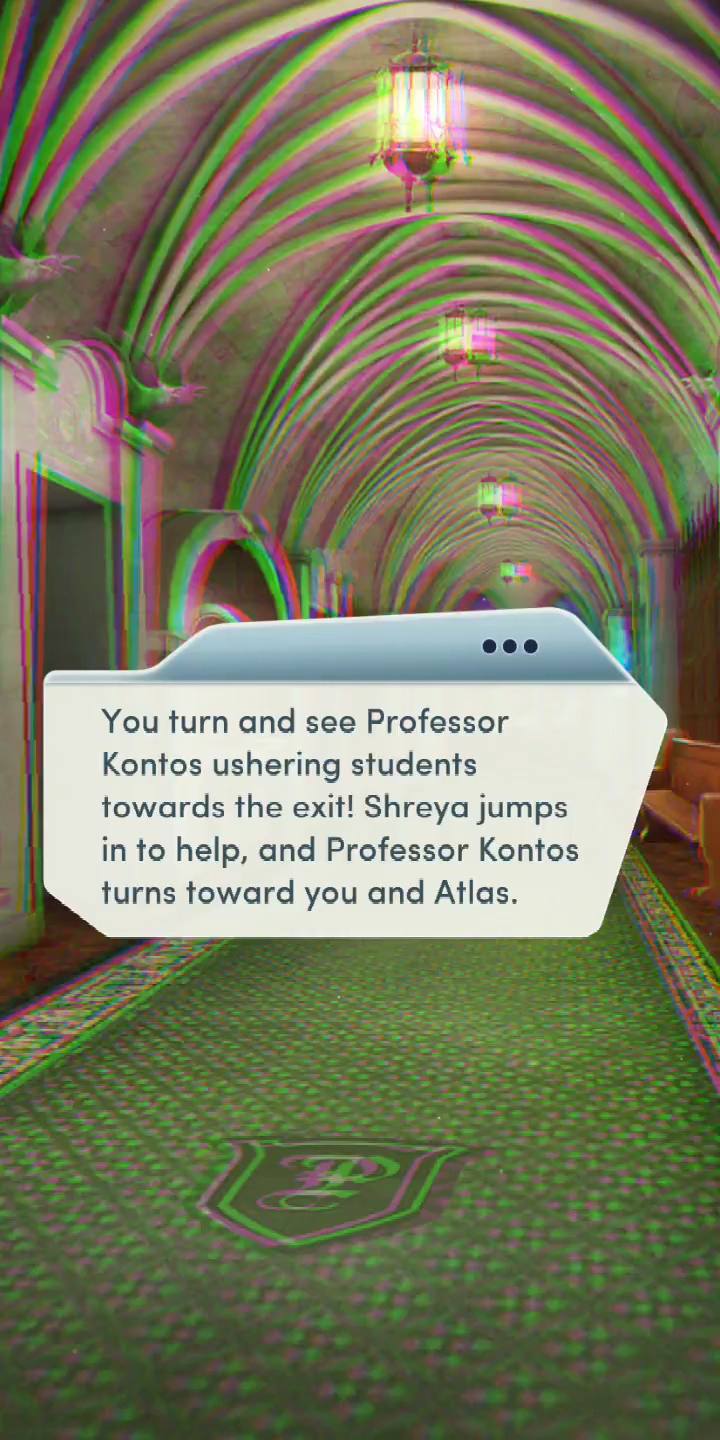 You turn and see Professor
Kontos ushering students
towards the exit! Shreya jumps
in to help, and Professor Kontos
turns toward you and Atlas.